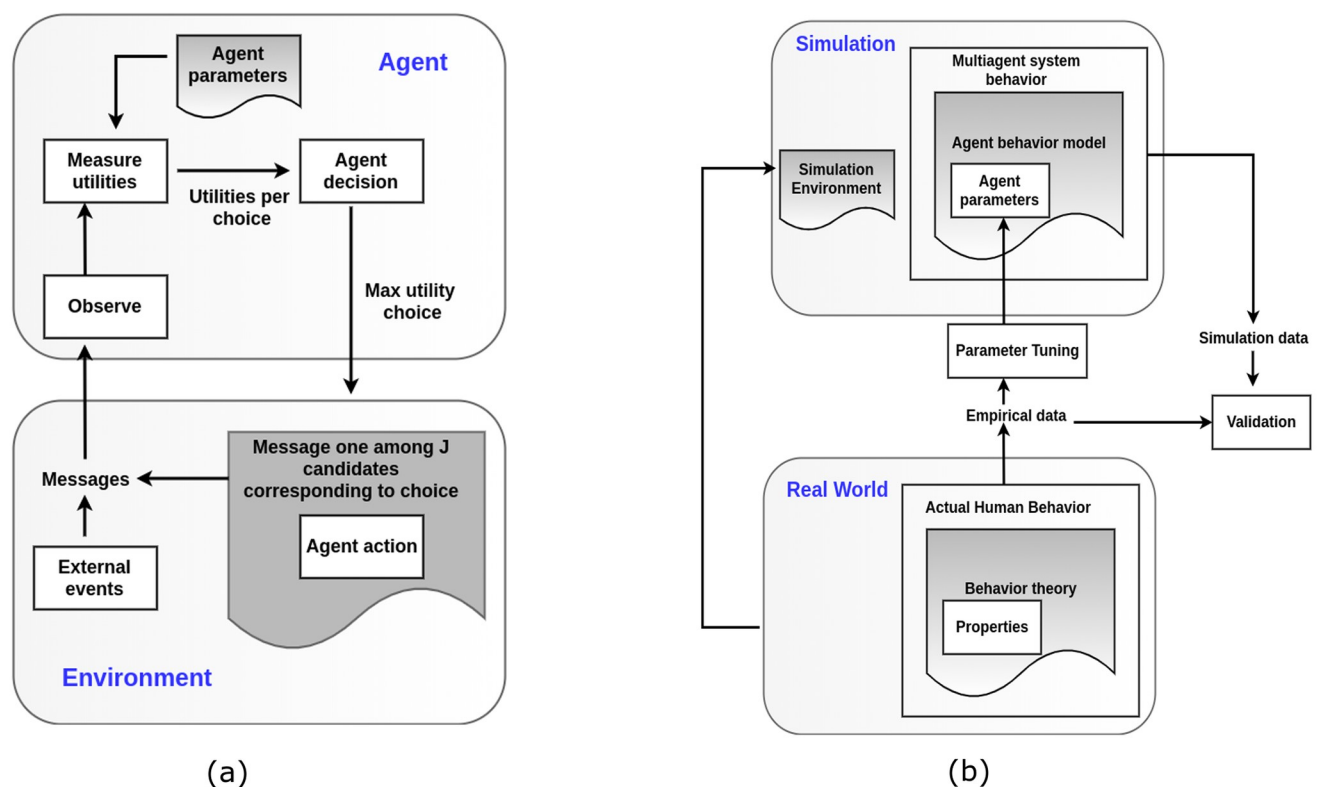 Agent
parameters
Agent
Measure
utilities
Utilities per
choice
Agent
decision
Observe
Max utility
choice
Message one among J
candidates
corresponding to choice
Messages
Agent action
External
events
Environment
(a)
Simulation
Multiagent system
behavior
Agent behavior model
Agent
parameters
Simulation
Environment
Parameter Tuning
Simulation data
Empirical data
Validation
Real World
Actual Human Behavior
Behavior theory
Properties
(b)